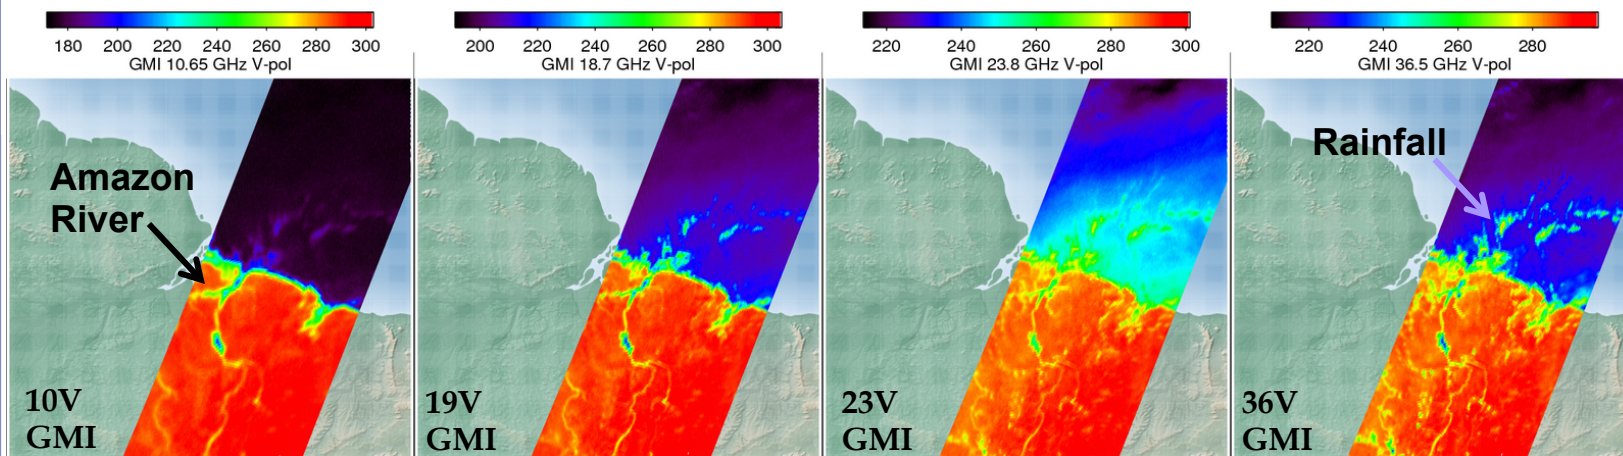 180 200 220 240 260 280 300
GMI 10.65 GHz V-pol
Amazon
River
10V
GMI
200 220 240 260 280 300
GMI 18.7 GHz V-pol
19V
GMI
220 240 260 280 300
GMI 23.8 GHz V-pol
23V
GMI
220 240 260 280
GMI 36.5 GHz V-pol
Rainfall
36V
GMI